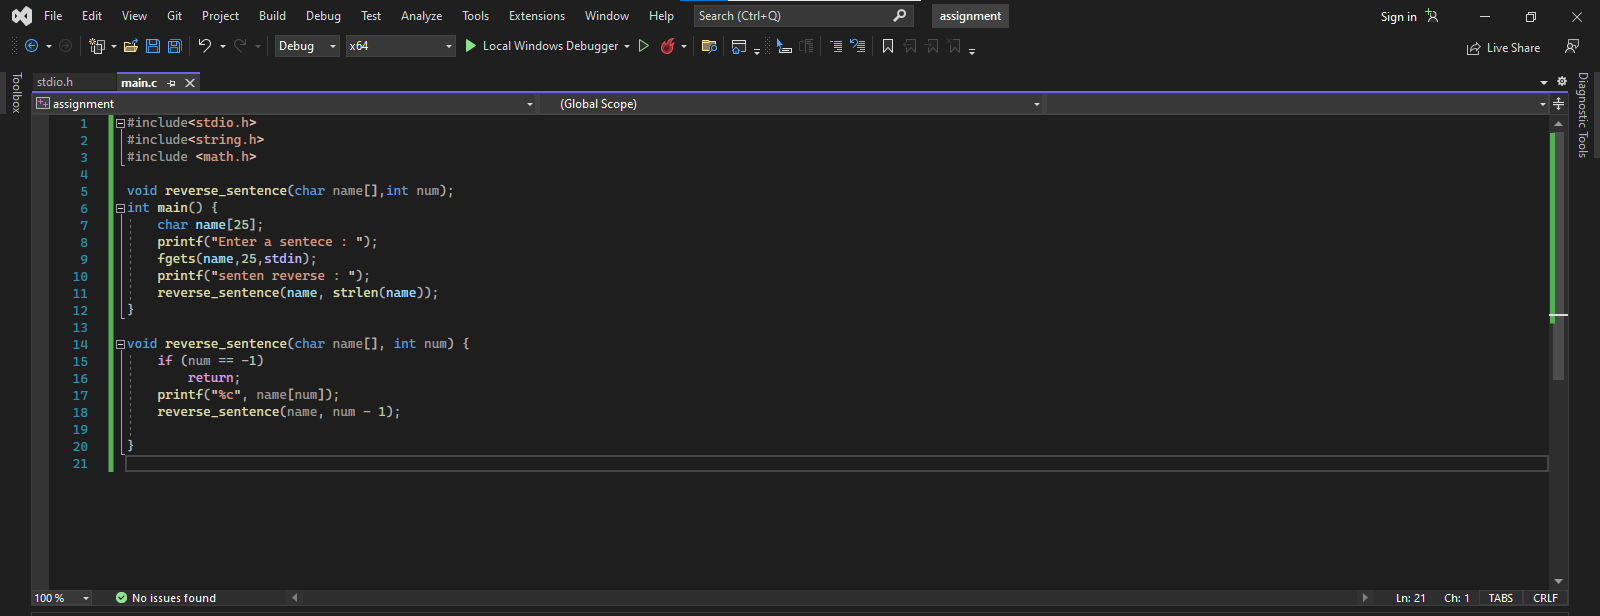 File Edit View Git Project Build Debug Test Analyze Tools Extensions Window Help Search (Ctrl+Q) assignment Sign in
Debug x64 Local Windows Debugger Live Share
Toolbox
stdio.h main.c
Diagnostic Tools
assignment (Global Scope)
1 #include<stdio.h>
2 #include<string.h>
3 #include <math.h>
4
5 void reverse_sentence(char name[],int num);
6 int main() {
7 char name[25];
8 printf("Enter a sentece : ");
9 fgets(name,25,stdin);
10 printf("senten reverse : ");
11 reverse_sentence(name, strlen(name));
12 }
13
14 void reverse_sentence(char name[], int num) {
15 if (num == -1)
16 return;
17 printf("%c", name[num]);
18 reverse_sentence(name, num - 1);
19
20 }
21
100 % No issues found Ln: 21 Ch: 1 TABS CRLF